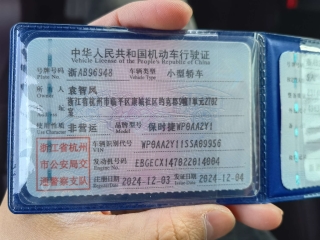 中华人民共和国机动车行驶证
Vehicle License of the People's Republic of China
号牌号码 浙AB96948 车辆类型 小型轿车
Plate No. Vehicle Type
所有人 袁智风
Owner
住址 浙江省杭州市临平区
Address
使用性质 非营运 品牌型号 保时捷WP0AA2Y1
Use Character Model
浙江省杭州
市公安局交
通警察支队
车辆识别代号 WP0AA2Y11SSA09956
VIN
发动机号码 EBGECX1478022014004
Engine No.
注册日期 2024-12-03 发证日期 2024-12-04
Register Date Issue Date